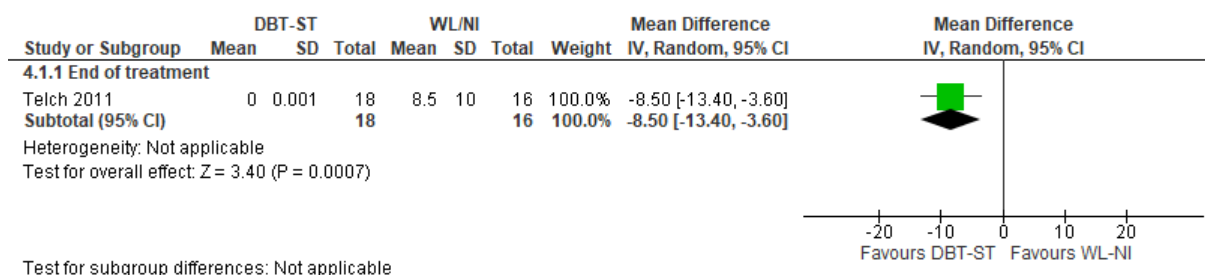 DBT-ST WL/NI Mean Difference Mean Difference
Study or Subgroup Mean SD Total Mean SD Total Weight IV, Random, 95% CI IV, Random, 95% CI
4.1.1 End of treatment
Telch 2011 0 0.001 18 8.5 10 16 100.0% -8.50 [-13.40, -3.60]
Subtotal (95% CI) 18 16 100.0% -8.50 [-13.40, -3.60]
Heterogeneity: Not applicable
Test for overall effect: Z = 3.40 (P = 0.0007)
-20 -10 0 10 20
Favours DBT-ST Favours WL-NI
Test for subgroup differences: Not applicable